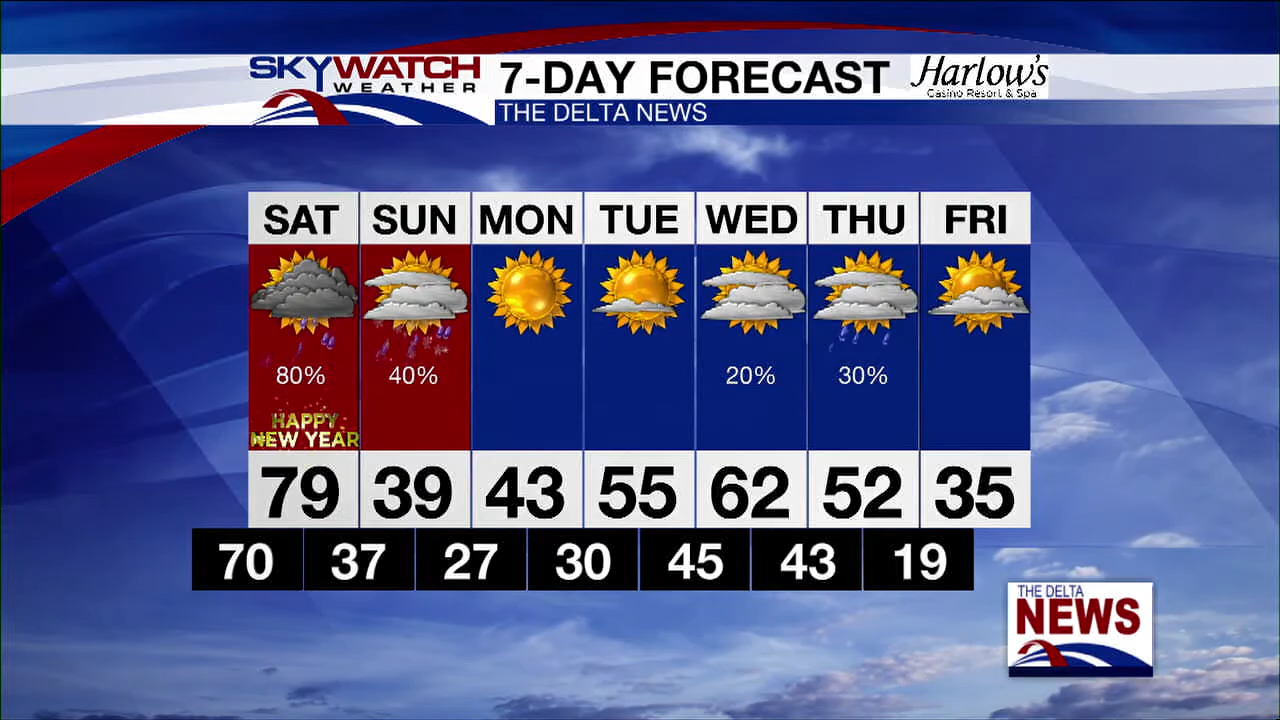 SKYWATCH
WEATHER
7-DAY FORECAST
Harlow's
Casino Resort & Spa
THE DELTA NEWS
SAT SUN MON TUE WED THU FRI
80% 40% 20% 30%
HAPPY
NEW YEAR
79 39 43 55 62 52 35
70 37 27 30 45 43 19
THE DELTA
NEWS